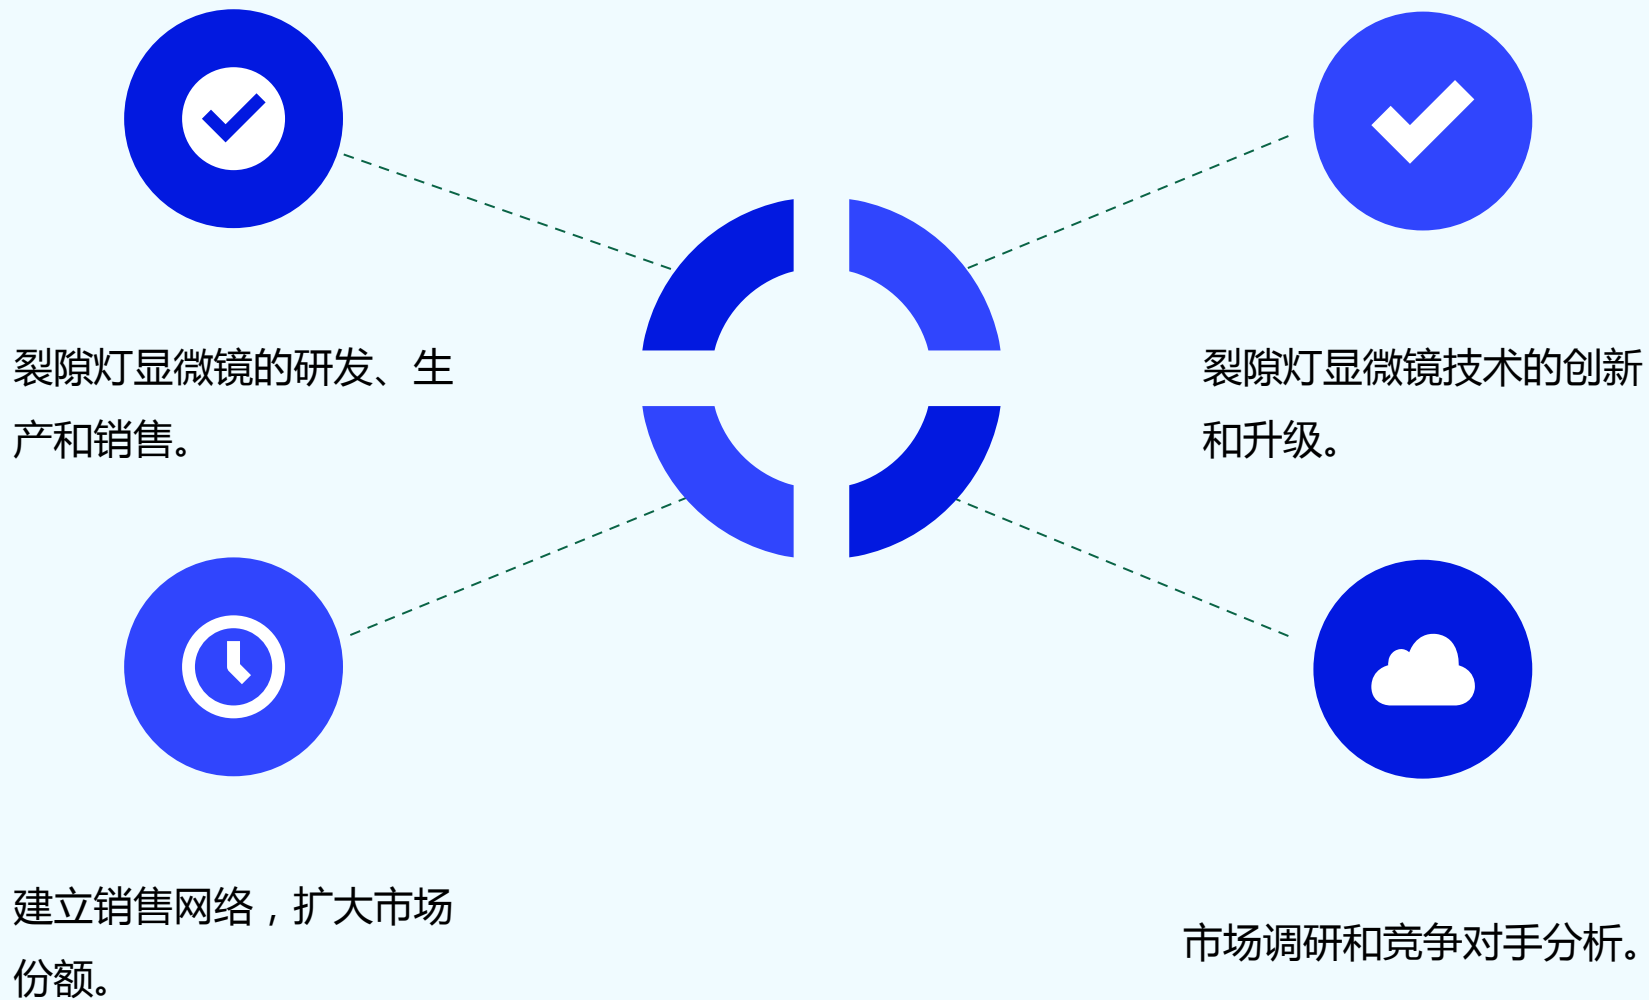 裂隙灯显微镜的研发、生
产和销售。
裂隙灯显微镜技术的创新
和升级。
建立销售网络，扩大市场
份额。
市场调研和竞争对手分析。